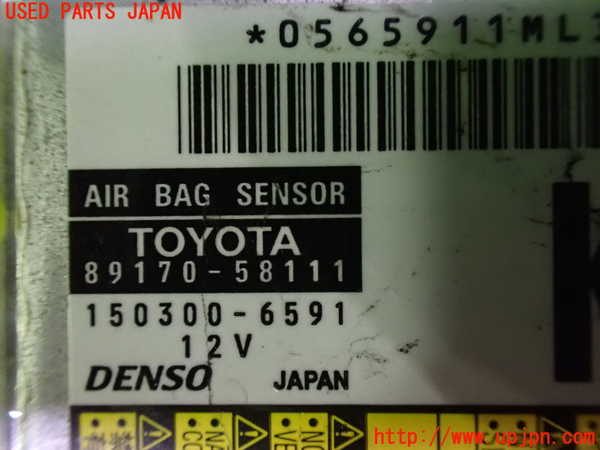 USED PARTS JAPAN
*0565911ML
AIR BAG SENSOR
TOYOTA
89170-58111
150300-6591
12V
DENSO JAPAN
http://www.upjpn.com/